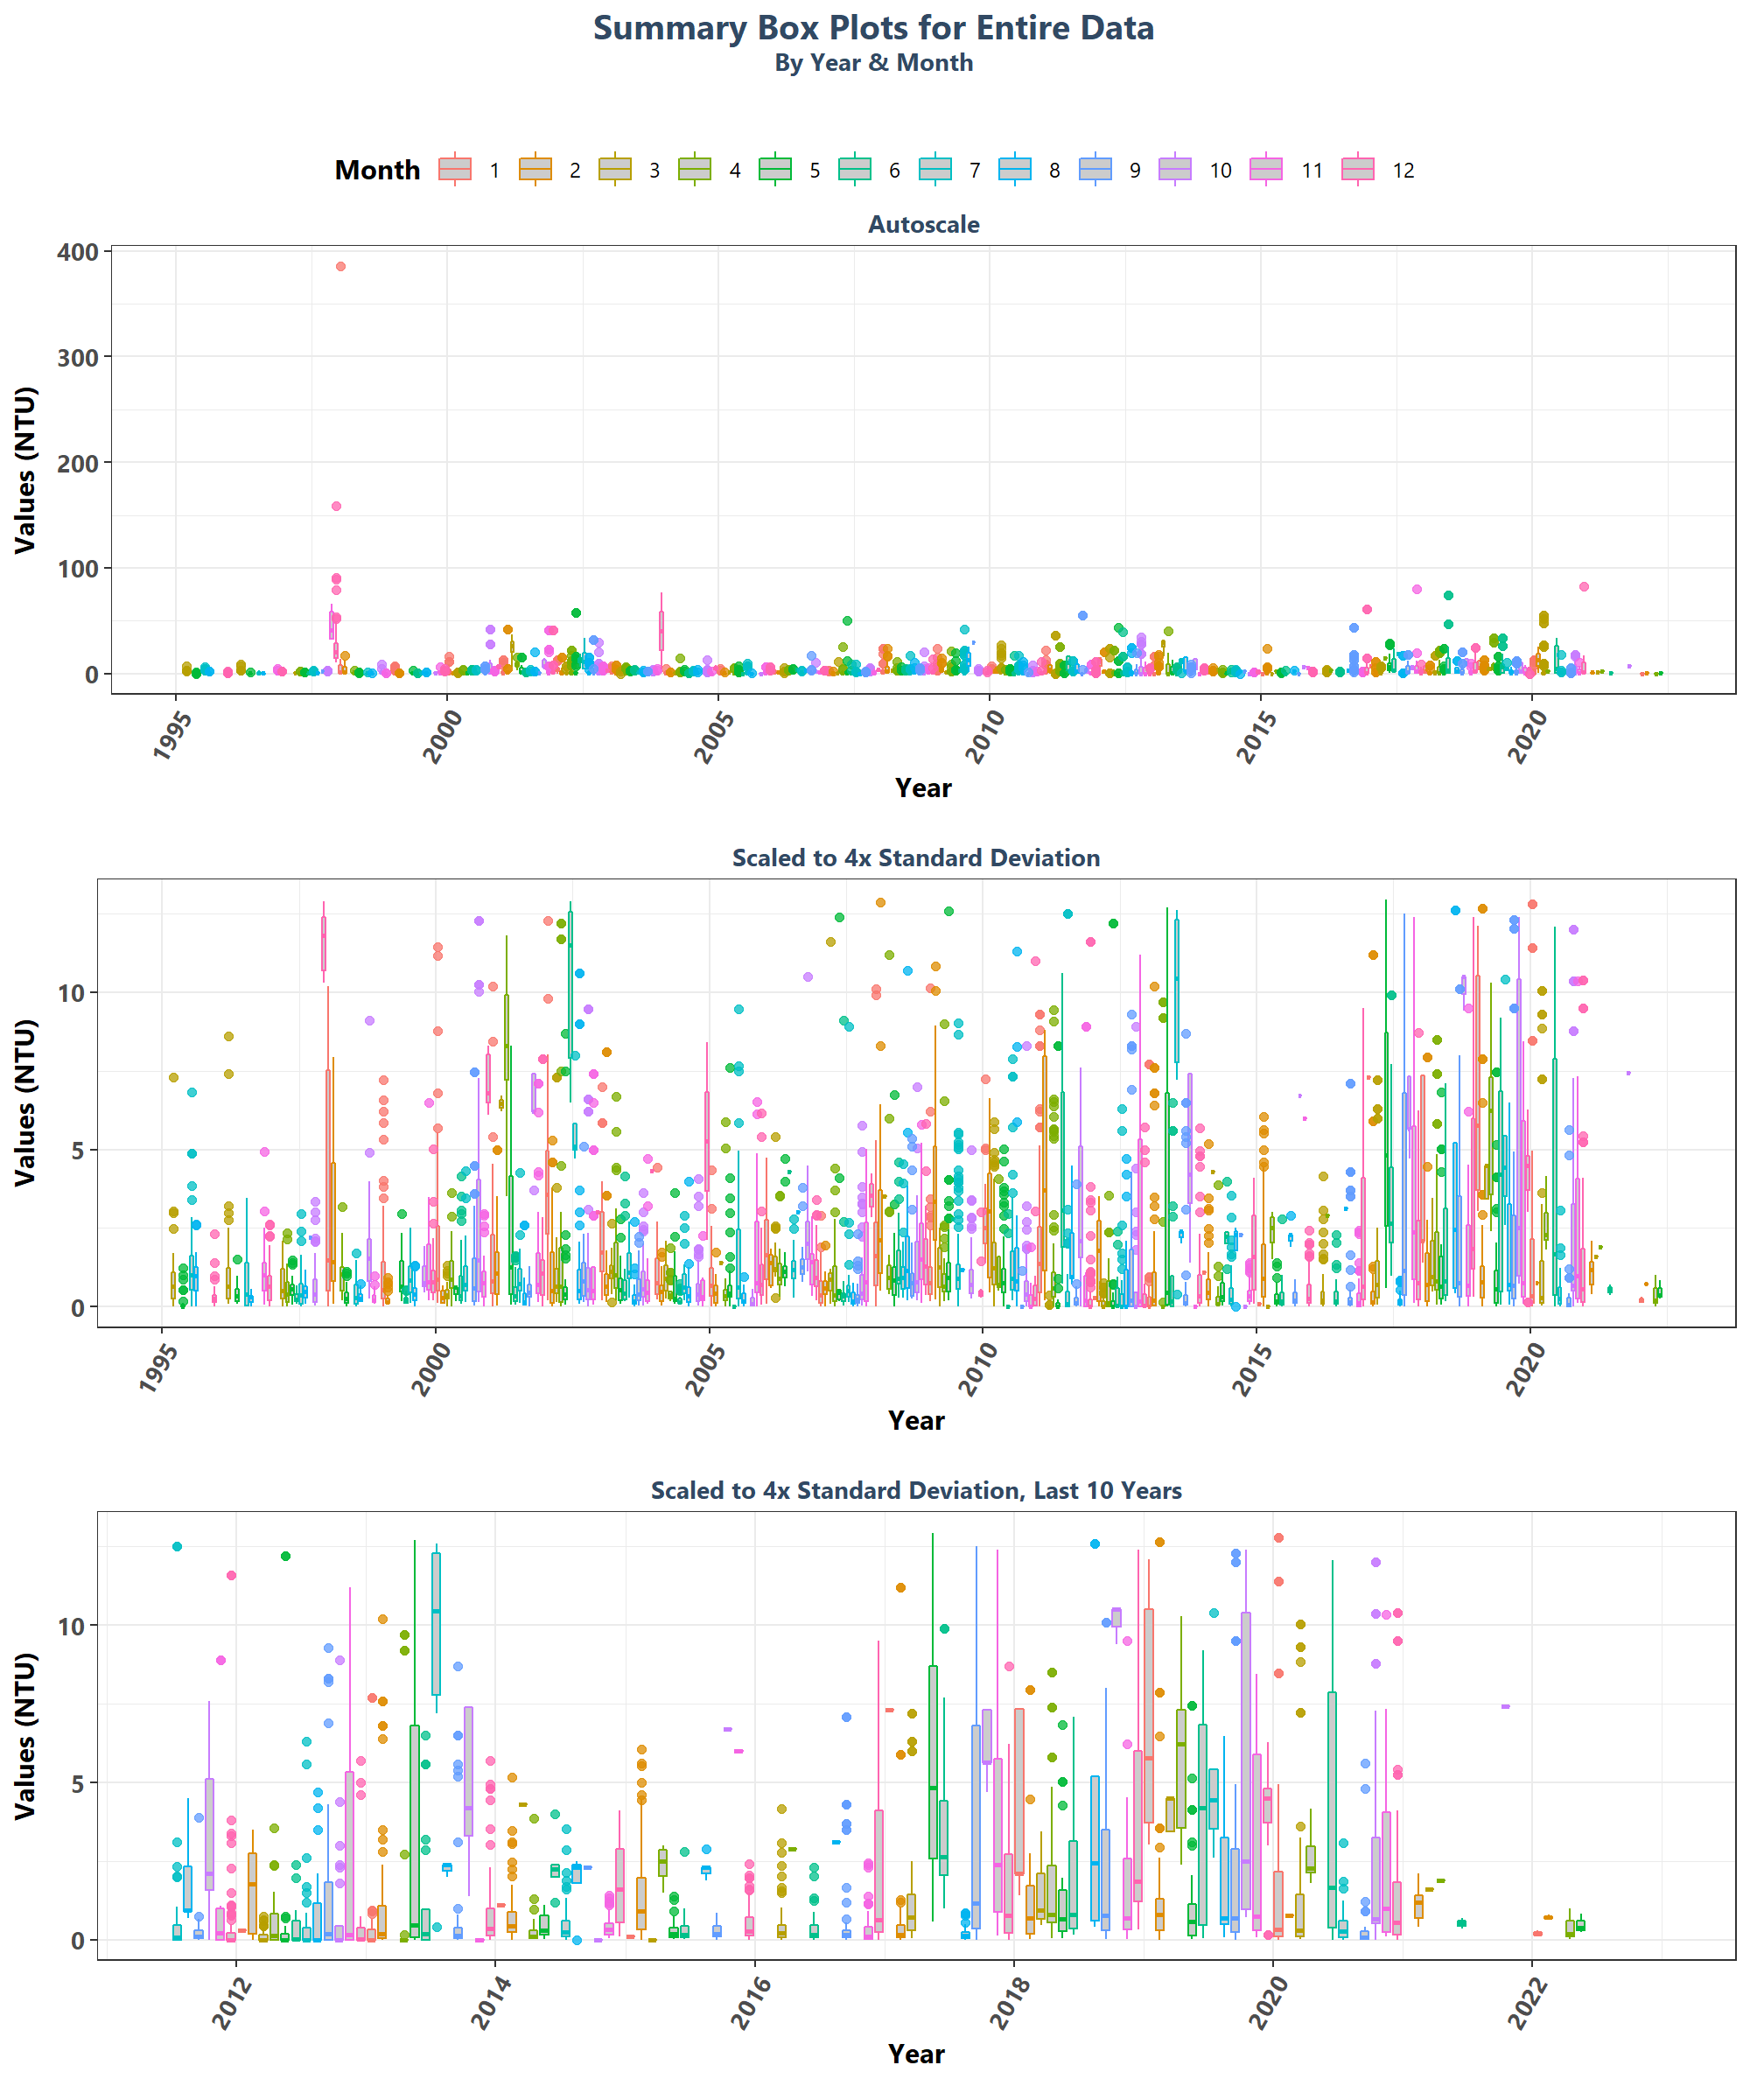 Summary Box Plots for Entire Data
By Year & Month
Month 1 2 3 4 5 6 7 8 9 10 11 12
Autoscale
400
300
200
100
0
Values (NTU)
1995 2000 2005 2010 2015 2020
Year
Scaled to 4x Standard Deviation
10
5
0
Values (NTU)
1995 2000 2005 2010 2015 2020
Year
Scaled to 4x Standard Deviation, Last 10 Years
10
5
0
Values (NTU)
2012 2014 2016 2018 2020 2022
Year